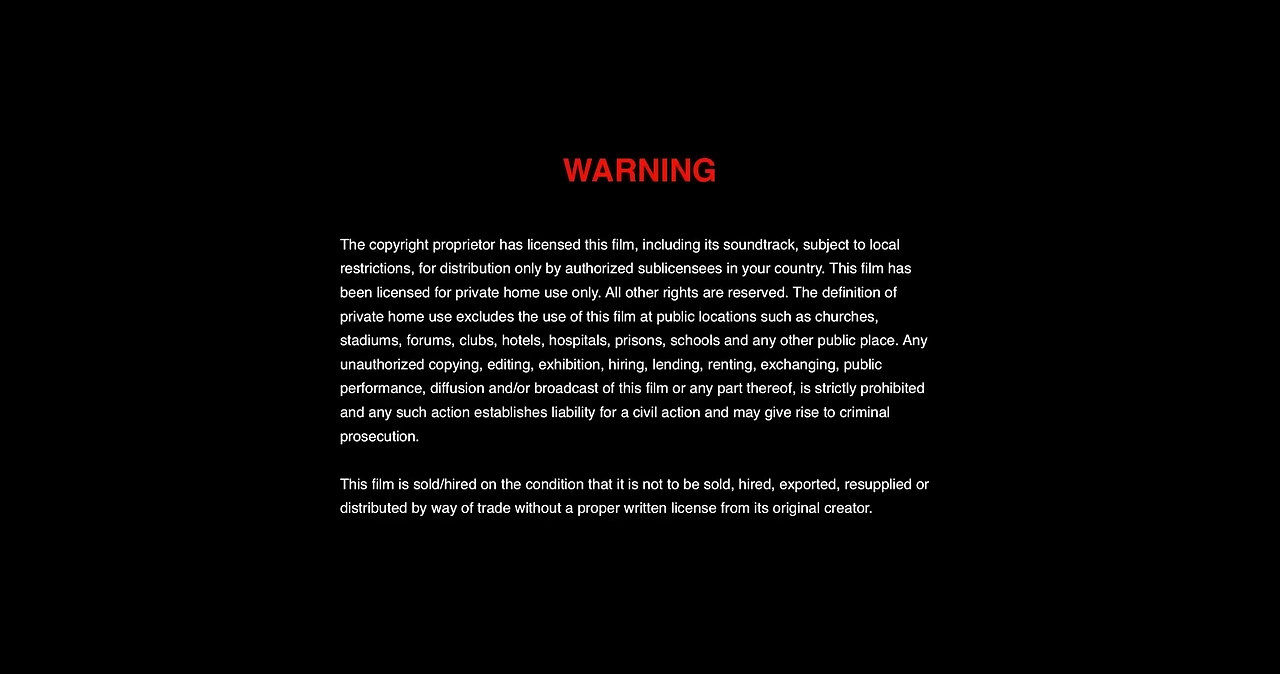 WARNING
The copyright proprietor has licensed this film, including its soundtrack, subject to local
restrictions, for distribution only by authorized sublicensees in your country. This film has
been licensed for private home use only. All other rights are reserved. The definition of
private home use excludes the use of this film at public locations such as churches,
stadiums, forums, clubs, hotels, hospitals, prisons, schools and any other public place. Any
unauthorized copying, editing, exhibition, hiring, lending, renting, exchanging, public
performance, diffusion and/or broadcast of this film or any part thereof, is strictly prohibited
and any such action establishes liability for a civil action and may give rise to criminal
prosecution.
This film is sold/hired on the condition that it is not to be sold, hired, exported, resupplied or
distributed by way of trade without a proper written license from its original creator.